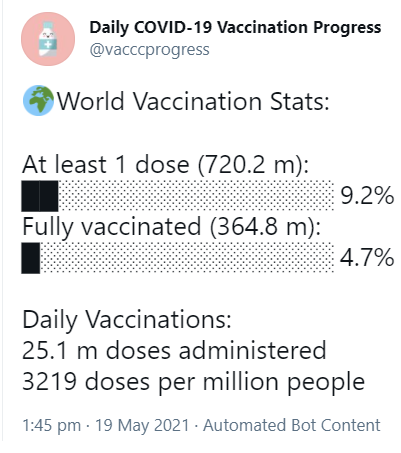 Daily COVID-19 Vaccination Progress
@vacccprogress
World Vaccination Stats:
At least 1 dose (720.2 m):
9.2%
Fully vaccinated (364.8 m):
4.7%
Daily Vaccinations:
25.1 m doses administered
3219 doses per million people
1:45 pm · 19 May 2021 · Automated Bot Content